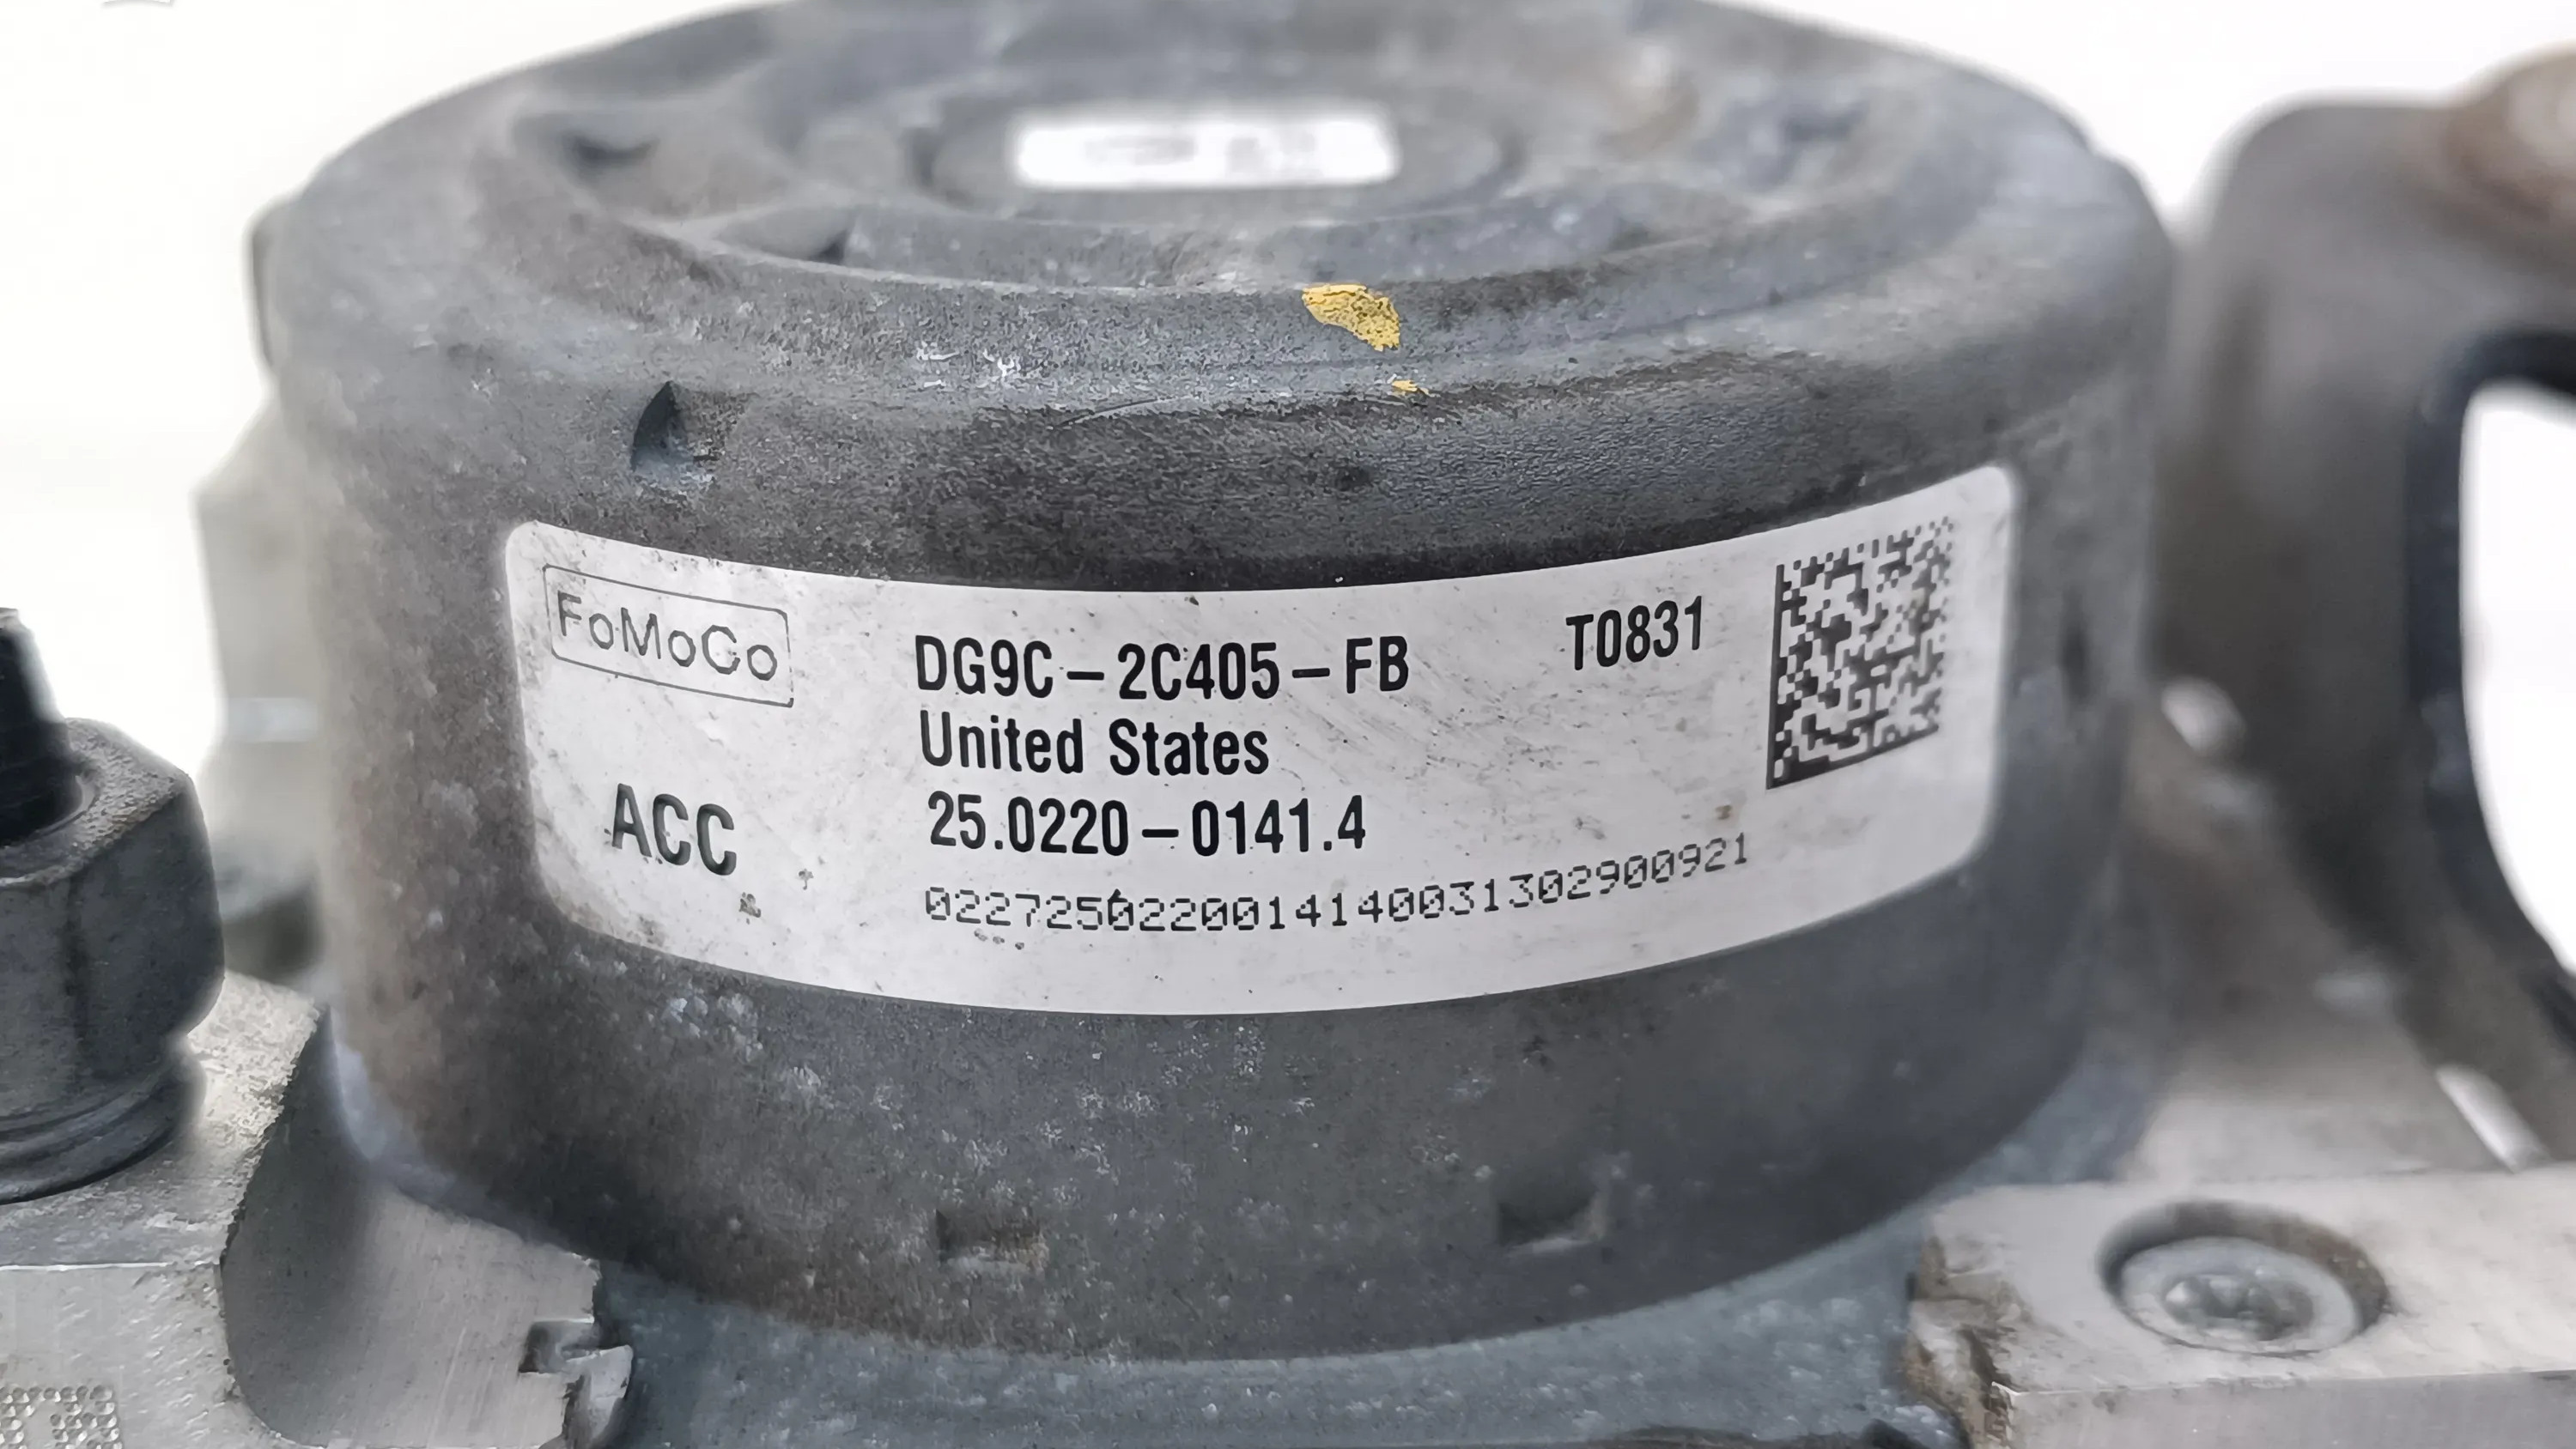 FoMoCo
DG9C-2C405-FB T0831
United States
ACC 25.0220-0141.4
0227250220014140031302900921